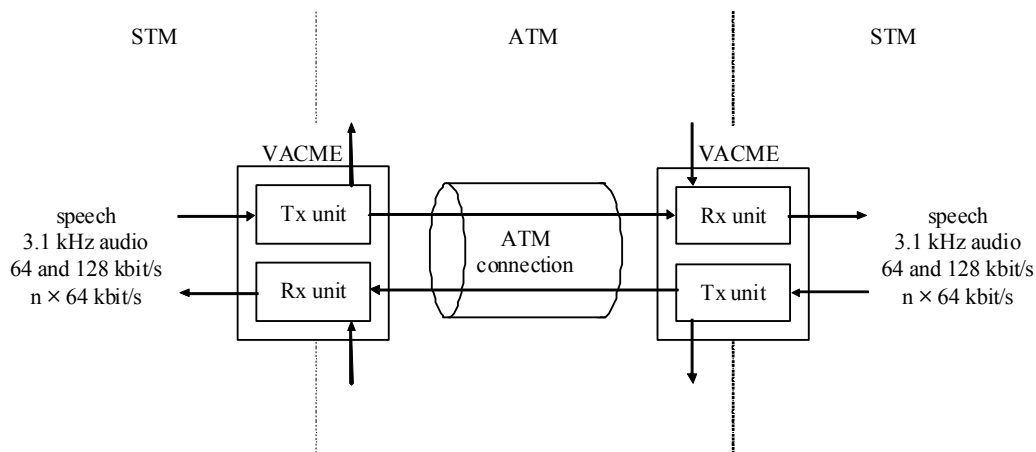 STM
ATM
STM
VACME
VACME
Tx unit
Rx unit
speech
3.1 kHz audio
64 and 128 kbit/s
n × 64 kbit/s
ATM
connection
speech
3.1 kHz audio
64 and 128 kbit/s
n × 64 kbit/s
Rx unit
Tx unit